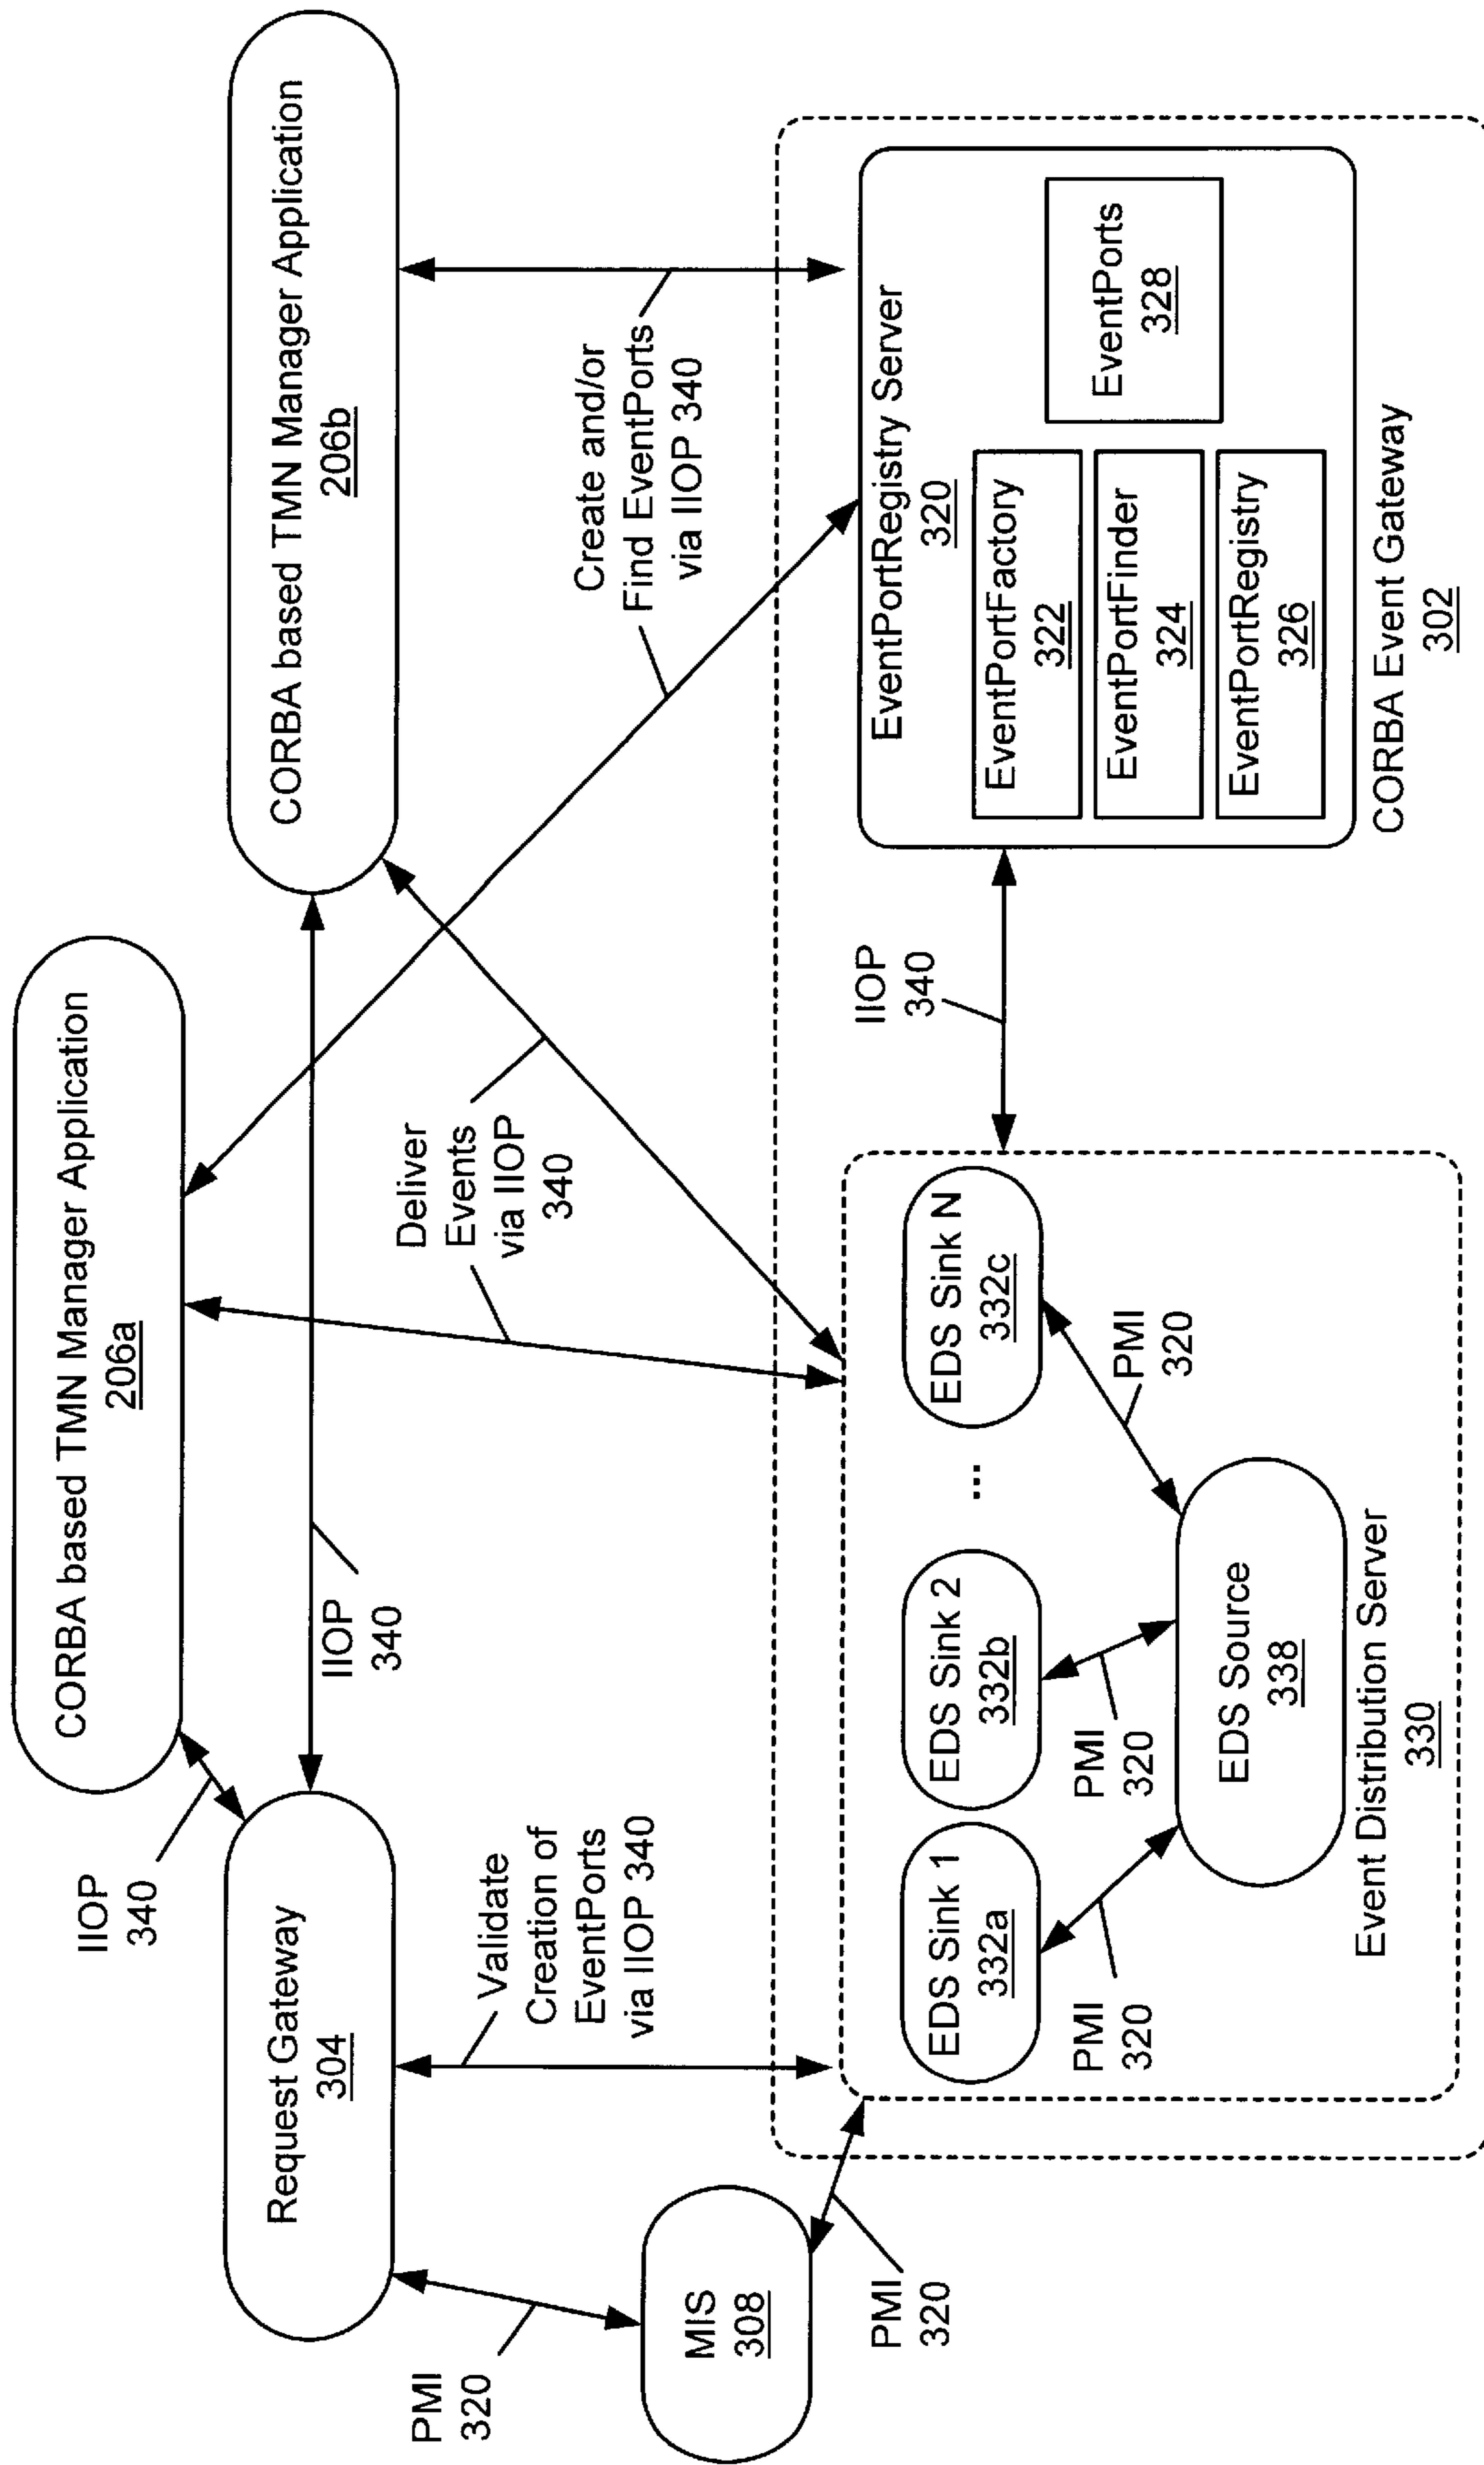 CORBA based TMN Manager Application
206a
CORBA based TMN Manager Application
206b
IIOP
340
Request Gateway
304
IIOP
340
Deliver
Events
via IIOP
340
Create and/or
Find EventPorts
via IIOP 340
Validate
Creation of
EventPorts
via IIOP 340
PMI
320
MIS
308
PMI
320
IIOP
340
EventPortRegistry Server
320
EventPortFactory
322
EventPortFinder
324
EventPortRegistry
326
EventPorts
328
CORBA Event Gateway
302
EDS Sink 1
332a
EDS Sink 2
332b
...
EDS Sink N
332c
PMI
320
PMI
320
PMI
320
EDS Source
338
Event Distribution Server
330